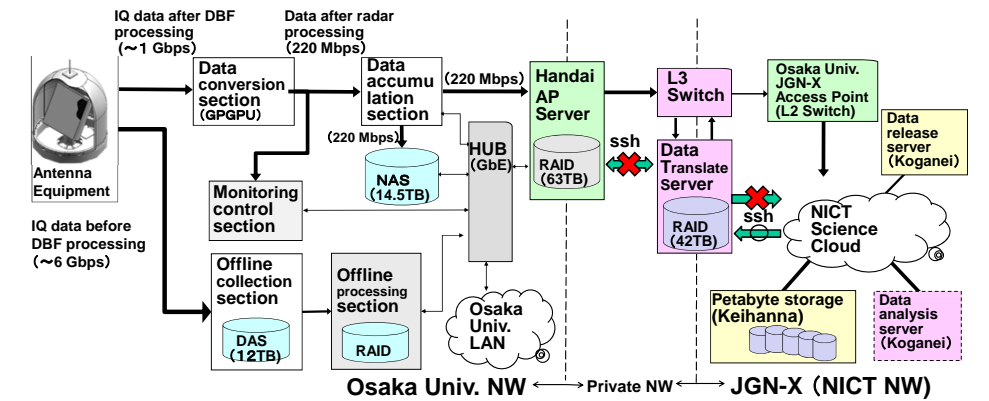 IQ data after DBF
processing
(～1 Gbps)
Data after radar
processing
(220 Mbps)
Antenna
Equipment
IQ data before
DBF processing
(～6 Gbps)
Data
conversion
section
(GPGPU)
Data
accumu
lation
section
(220 Mbps)
(220 Mbps)
NAS
(14.5TB)
Monitoring
control
section
HUB
(GbE)
Offline
collection
section
DAS
(12TB)
Offline
processing
section
RAID
Osaka
Univ.
LAN
Handai
AP
Server
RAID
(63TB)
ssh
L3
Switch
Data
Translate
Server
RAID
(42TB)
ssh
Osaka Univ.
JGN-X
Access Point
(L2 Switch)
Data
release
server
(Koganei)
NICT
Science
Cloud
Petabyte storage
(Keihanna)
Data
analysis
server
(Koganei)
Osaka Univ. NW
Private NW
JGN-X (NICT NW)